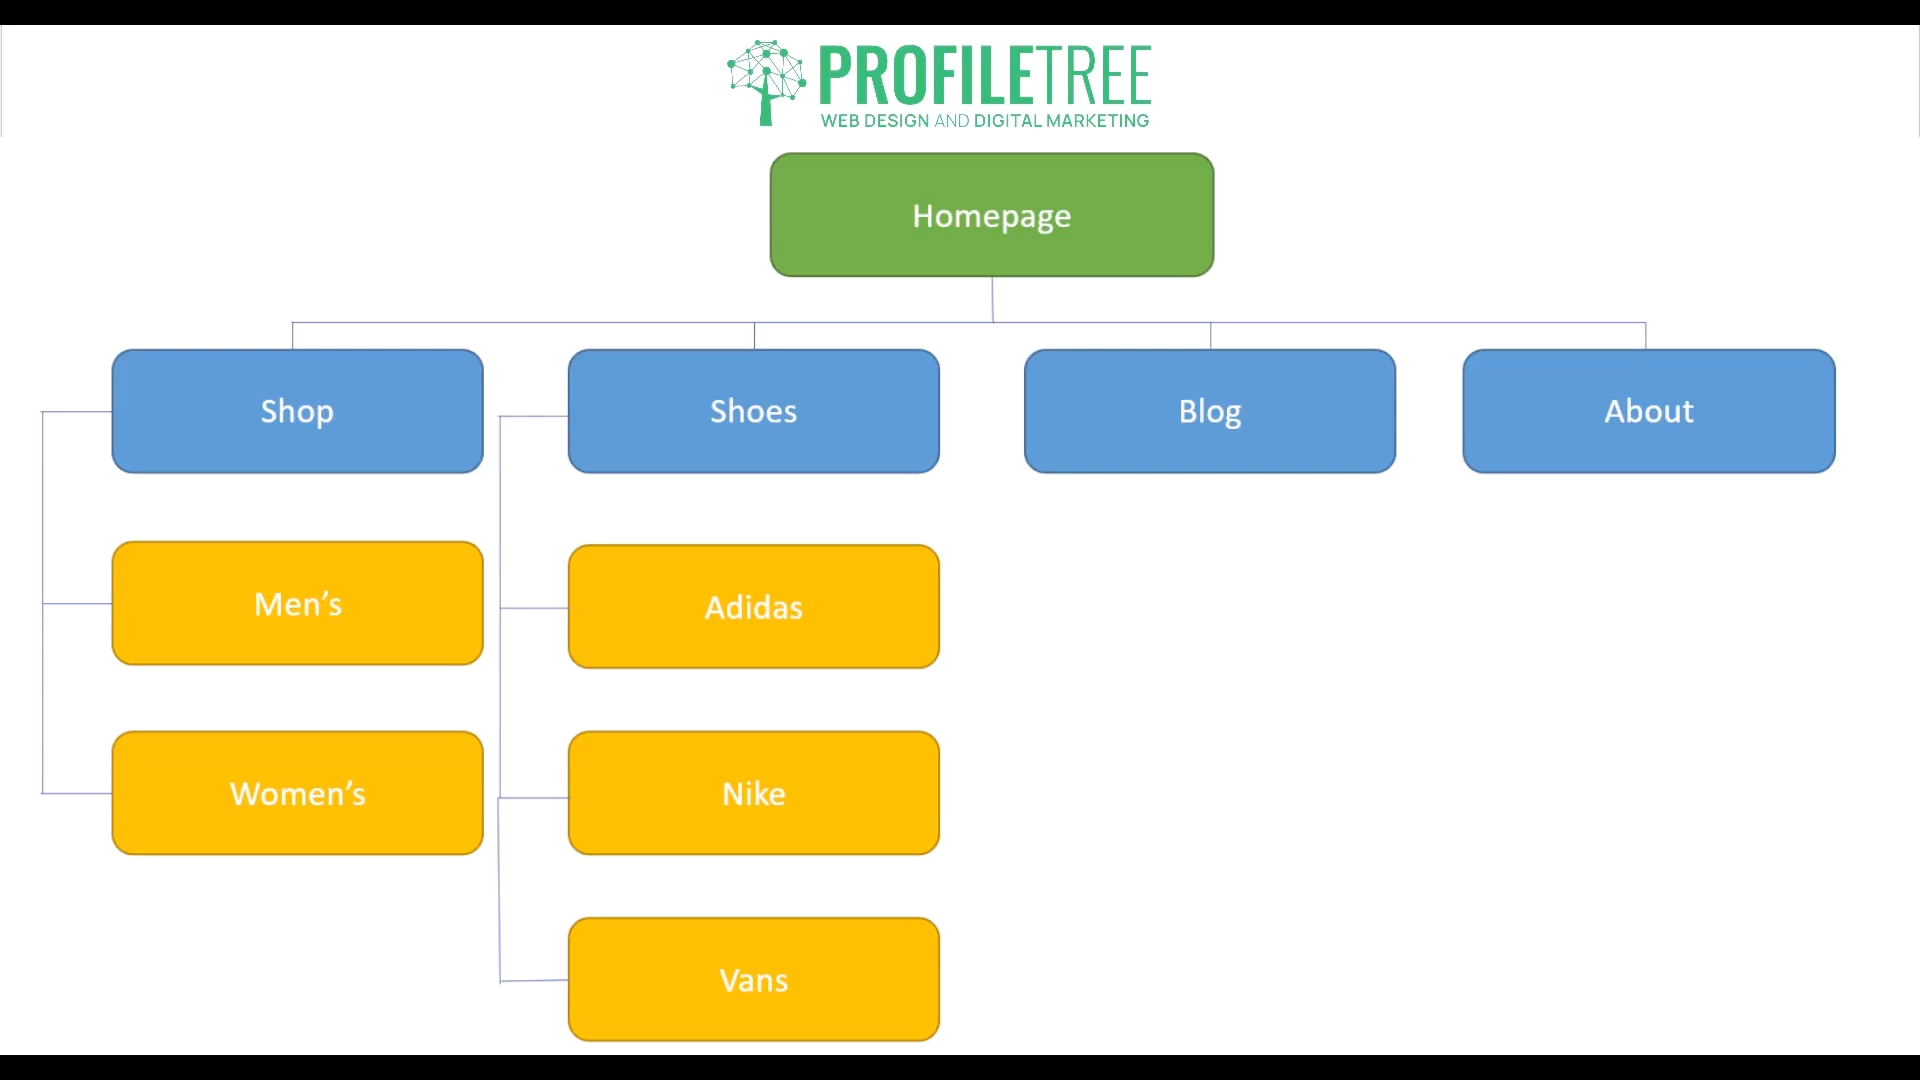 PROFILETREE
WEB DESIGN AND DIGITAL MARKETING
Homepage
Shop
Shoes
Blog
About
Men’s
Adidas
Women’s
Nike
Vans